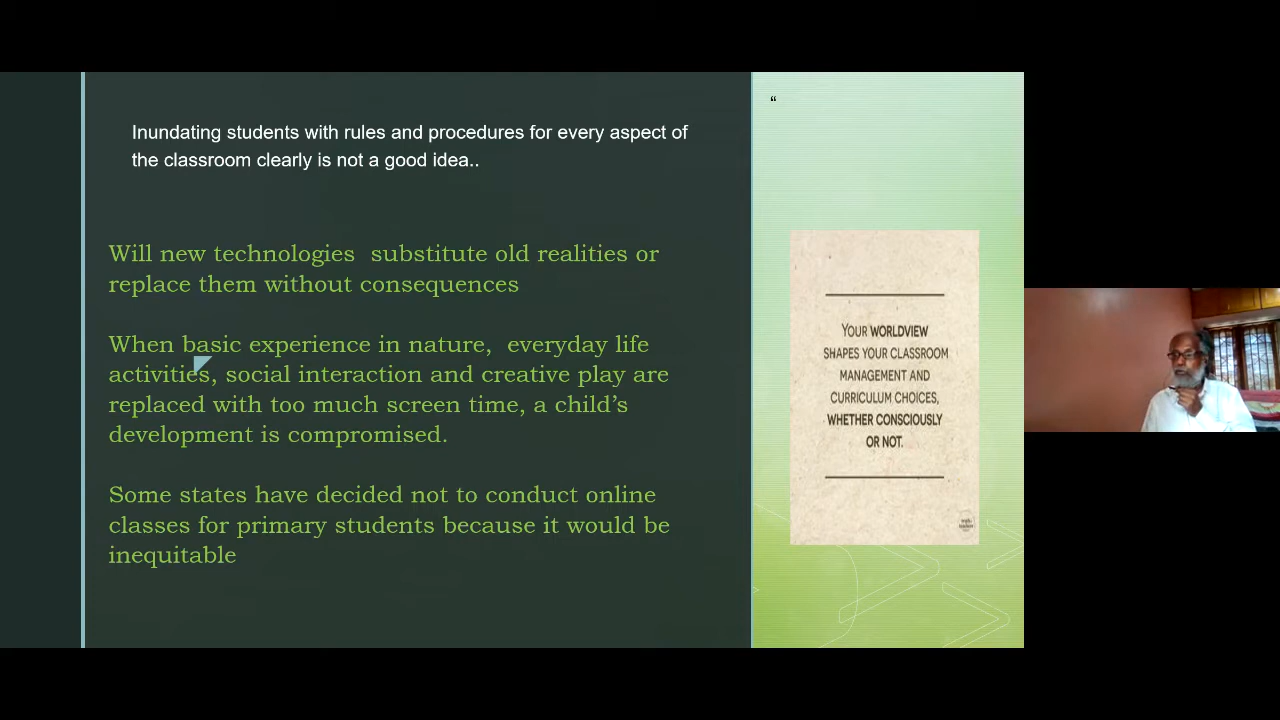 “
Inundating students with rules and procedures for every aspect of
the classroom clearly is not a good idea..
Will new technologies  substitute old realities or
replace them without consequences
When basic experience in nature,  everyday life
activities, social interaction and creative play are
replaced with too much screen time, a child’s
development is compromised.
Some states have decided not to conduct online
classes for primary students because it would be
inequitable
YOUR WORLDVIEW
SHAPES YOUR CLASSROOM
MANAGEMENT AND
CURRICULUM CHOICES,
WHETHER CONSCIOUSLY
OR NOT.